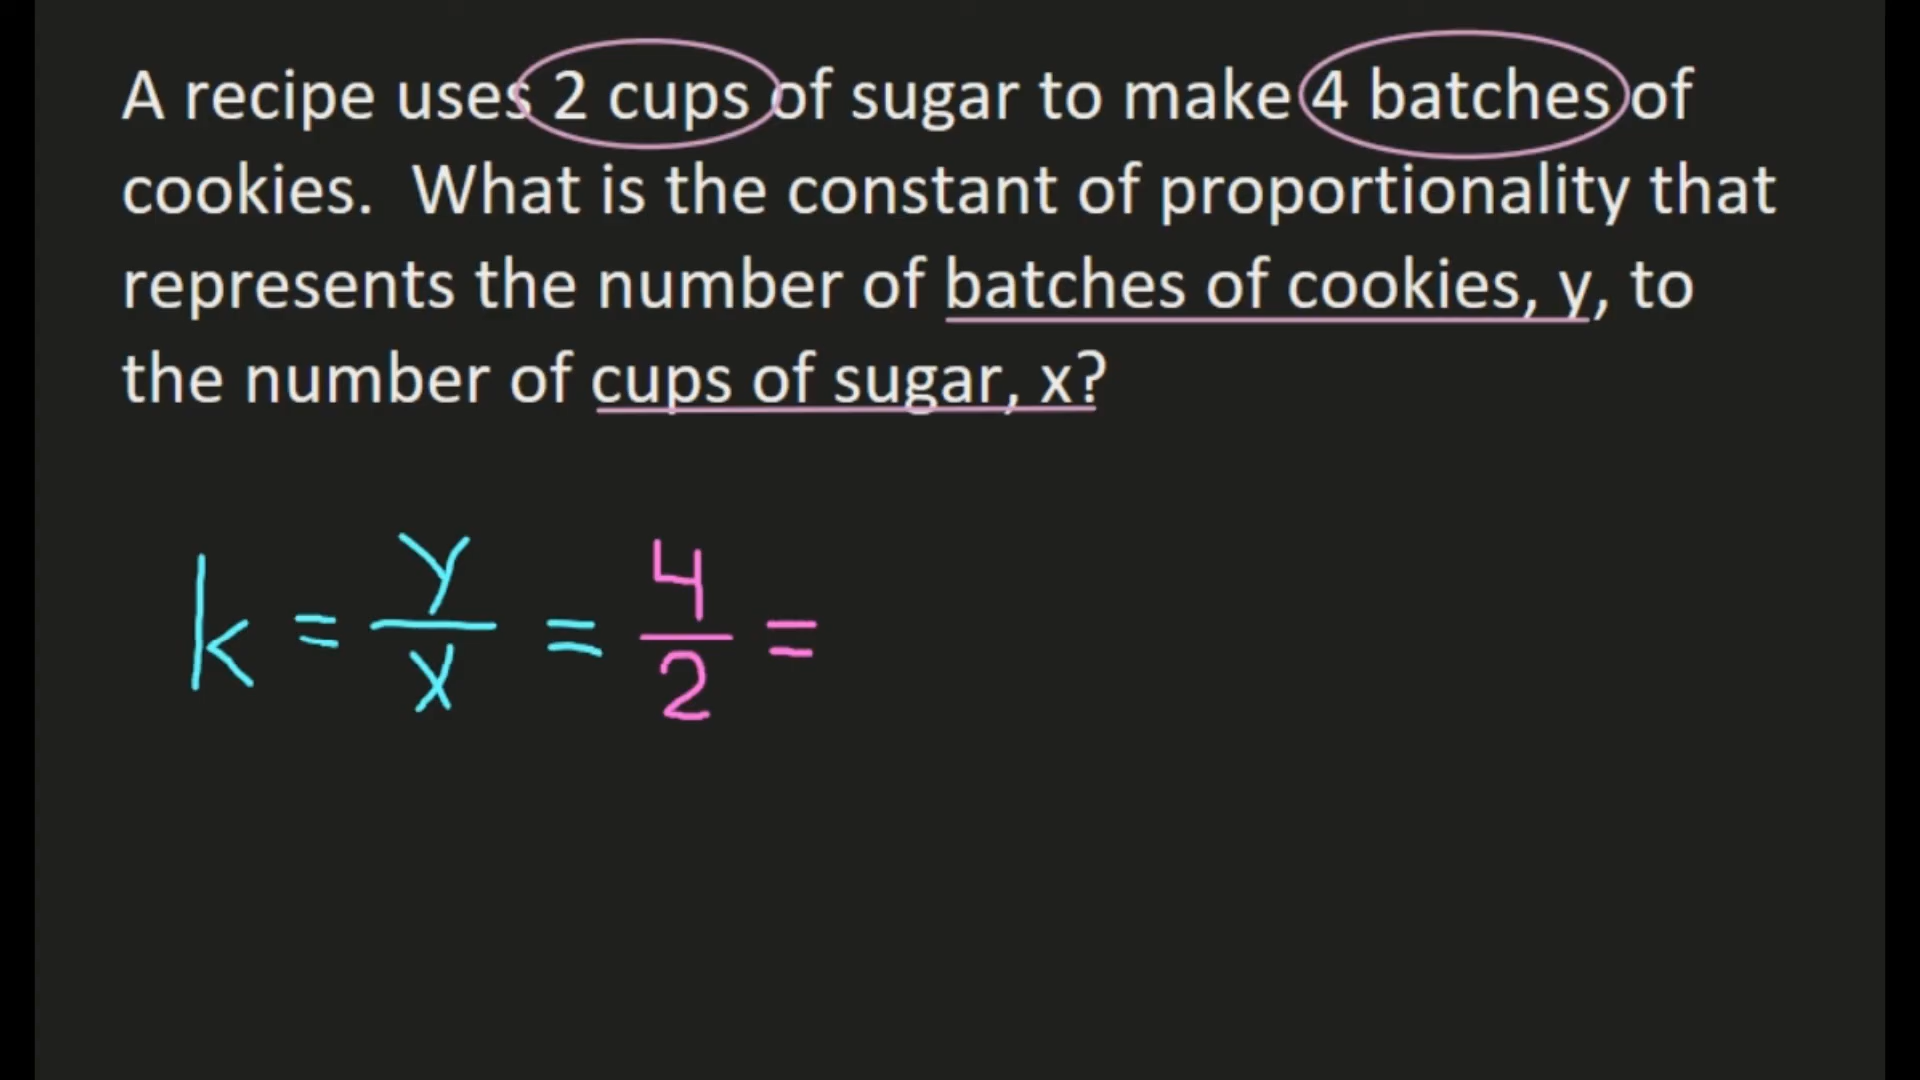 A recipe uses 2 cups of sugar to make 4 batches of
cookies. What is the constant of proportionality that
represents the number of batches of cookies, y, to
the number of cups of sugar, x?
k = y/x = 4/2 =